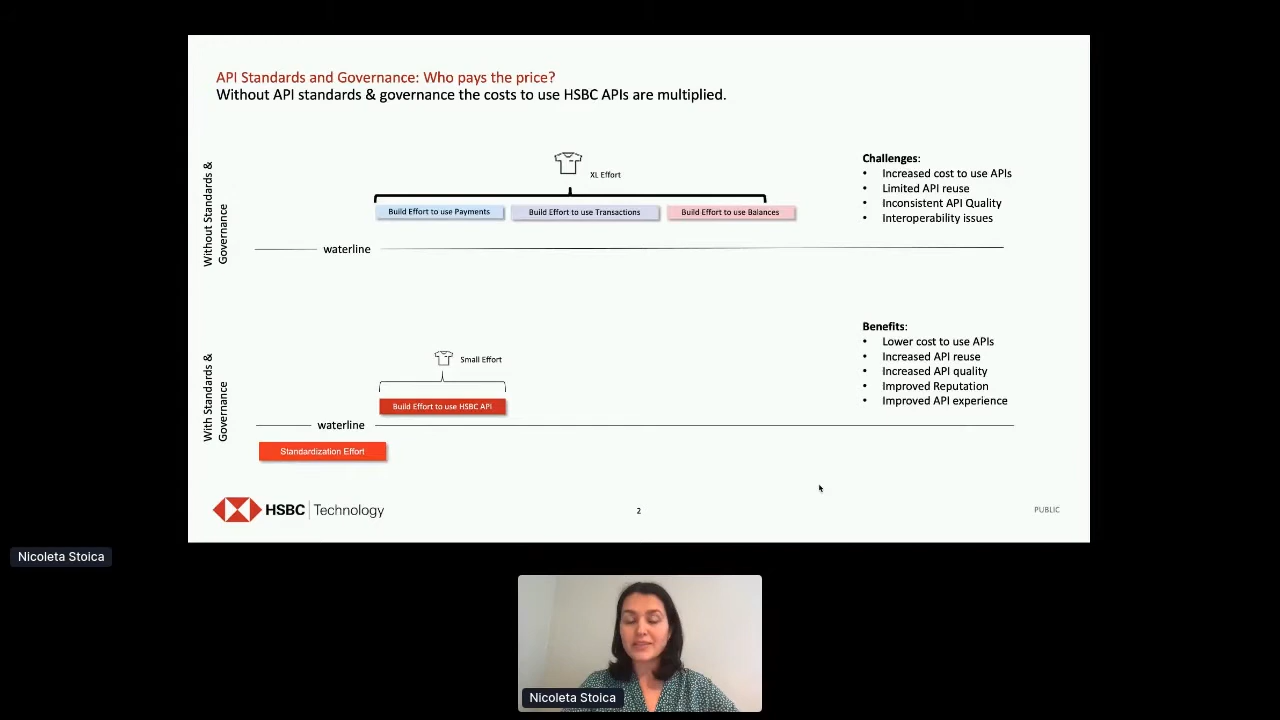 API Standards and Governance: Who pays the price?
Without API standards & governance the costs to use HSBC APIs are multiplied.
Without Standards &
Governance
XL Effort
Build Effort to use Payments
Build Effort to use Transactions
Build Effort to use Balances
waterline
Challenges:
• Increased cost to use APIs
• Limited API reuse
• Inconsistent API Quality
• Interoperability issues
With Standards &
Governance
Small Effort
Build Effort to use HSBC API
waterline
Standardization Effort
Benefits:
• Lower cost to use APIs
• Increased API reuse
• Increased API quality
• Improved Reputation
• Improved API experience
HSBC Technology
2
PUBLIC
Nicoleta Stoica
Nicoleta Stoica